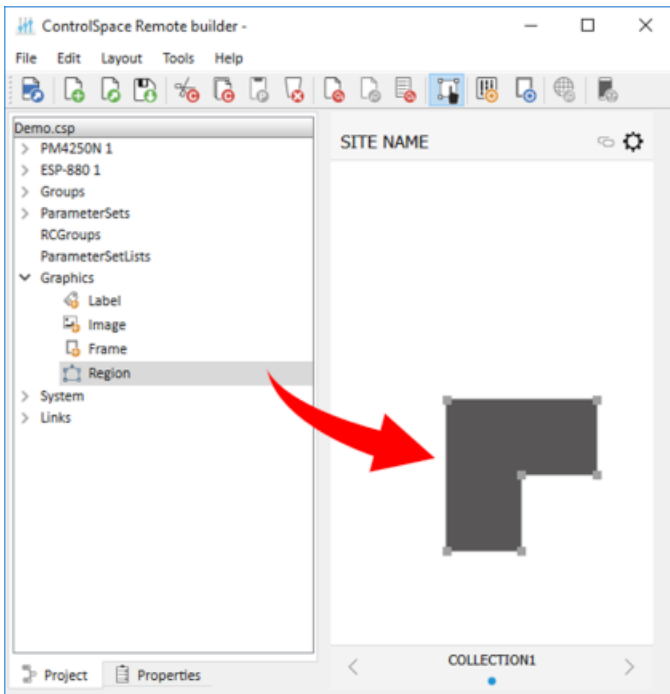 ControlSpace Remote builder -
File Edit Layout Tools Help
Demo.csp
PM4250N 1
ESP-880 1
Groups
ParameterSets
RCGroups
ParameterSetLists
Graphics
Label
Image
Frame
Region
System
Links
Project Properties
SITE NAME
COLLECTION1